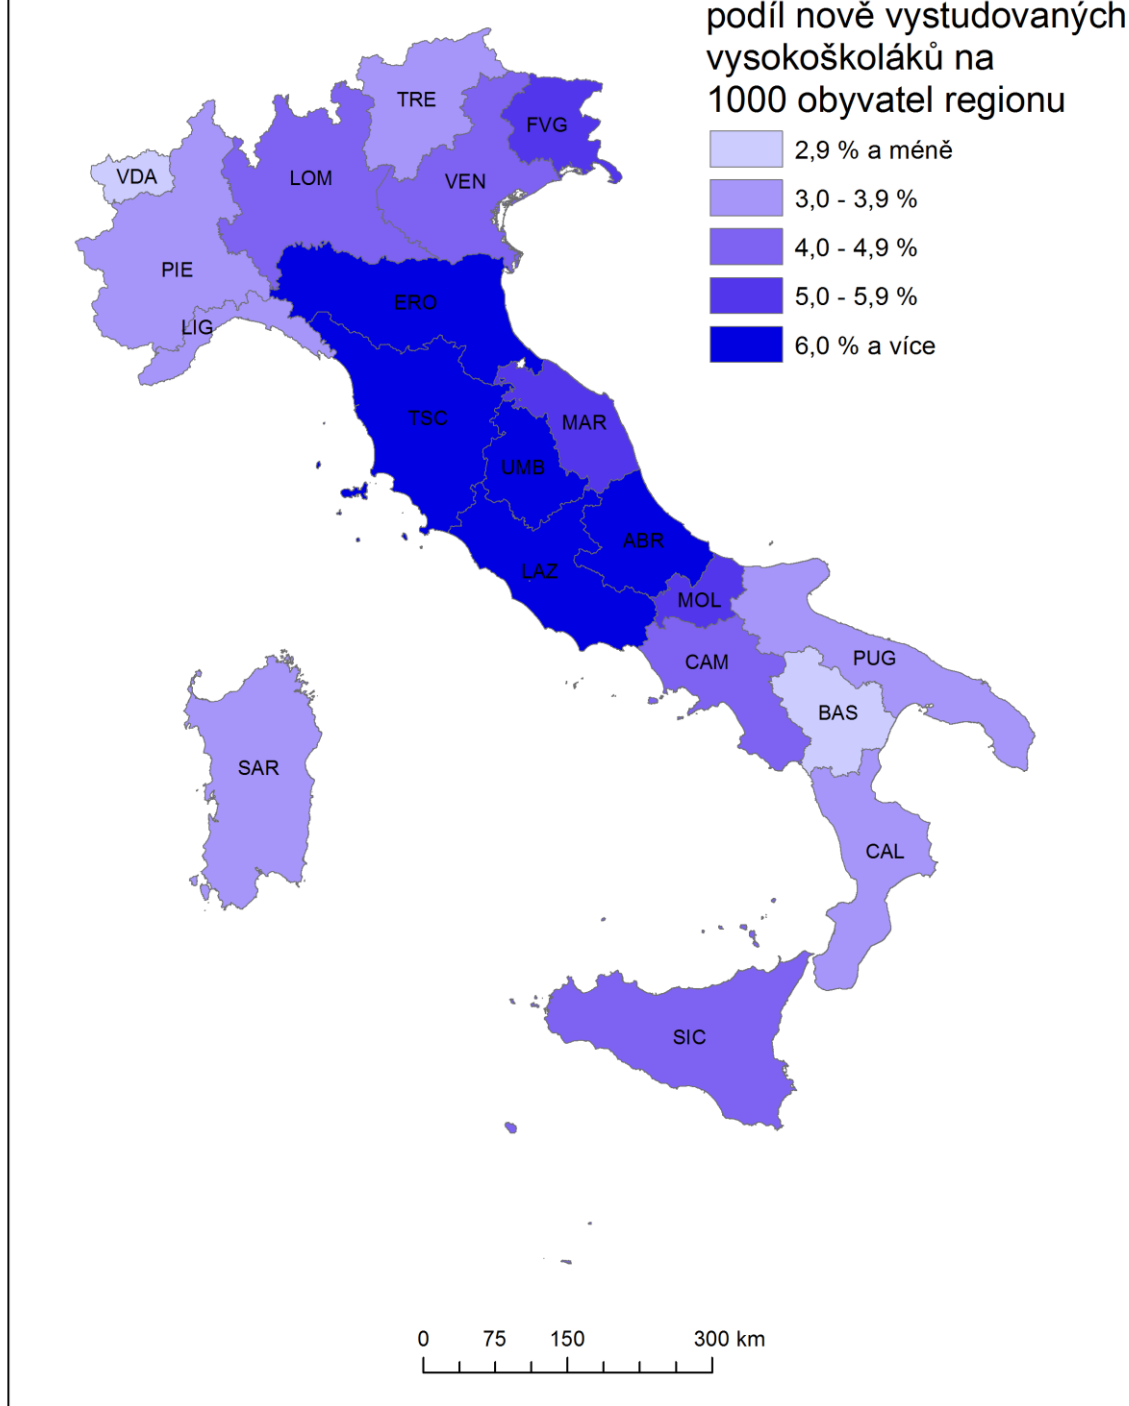 podíl nově vystudovaných
vysokoškoláků na
1000 obyvatel regionu
2,9 % a méně
3,0 - 3,9 %
4,0 - 4,9 %
5,0 - 5,9 %
6,0 % a více
TRE
FVG
VDA
LOM
VEN
PIE
ERO
LIG
TSC
MAR
UMB
ABR
LAZ
MOL
CAM
PUG
BAS
SAR
CAL
SIC
0 75 150 300 km